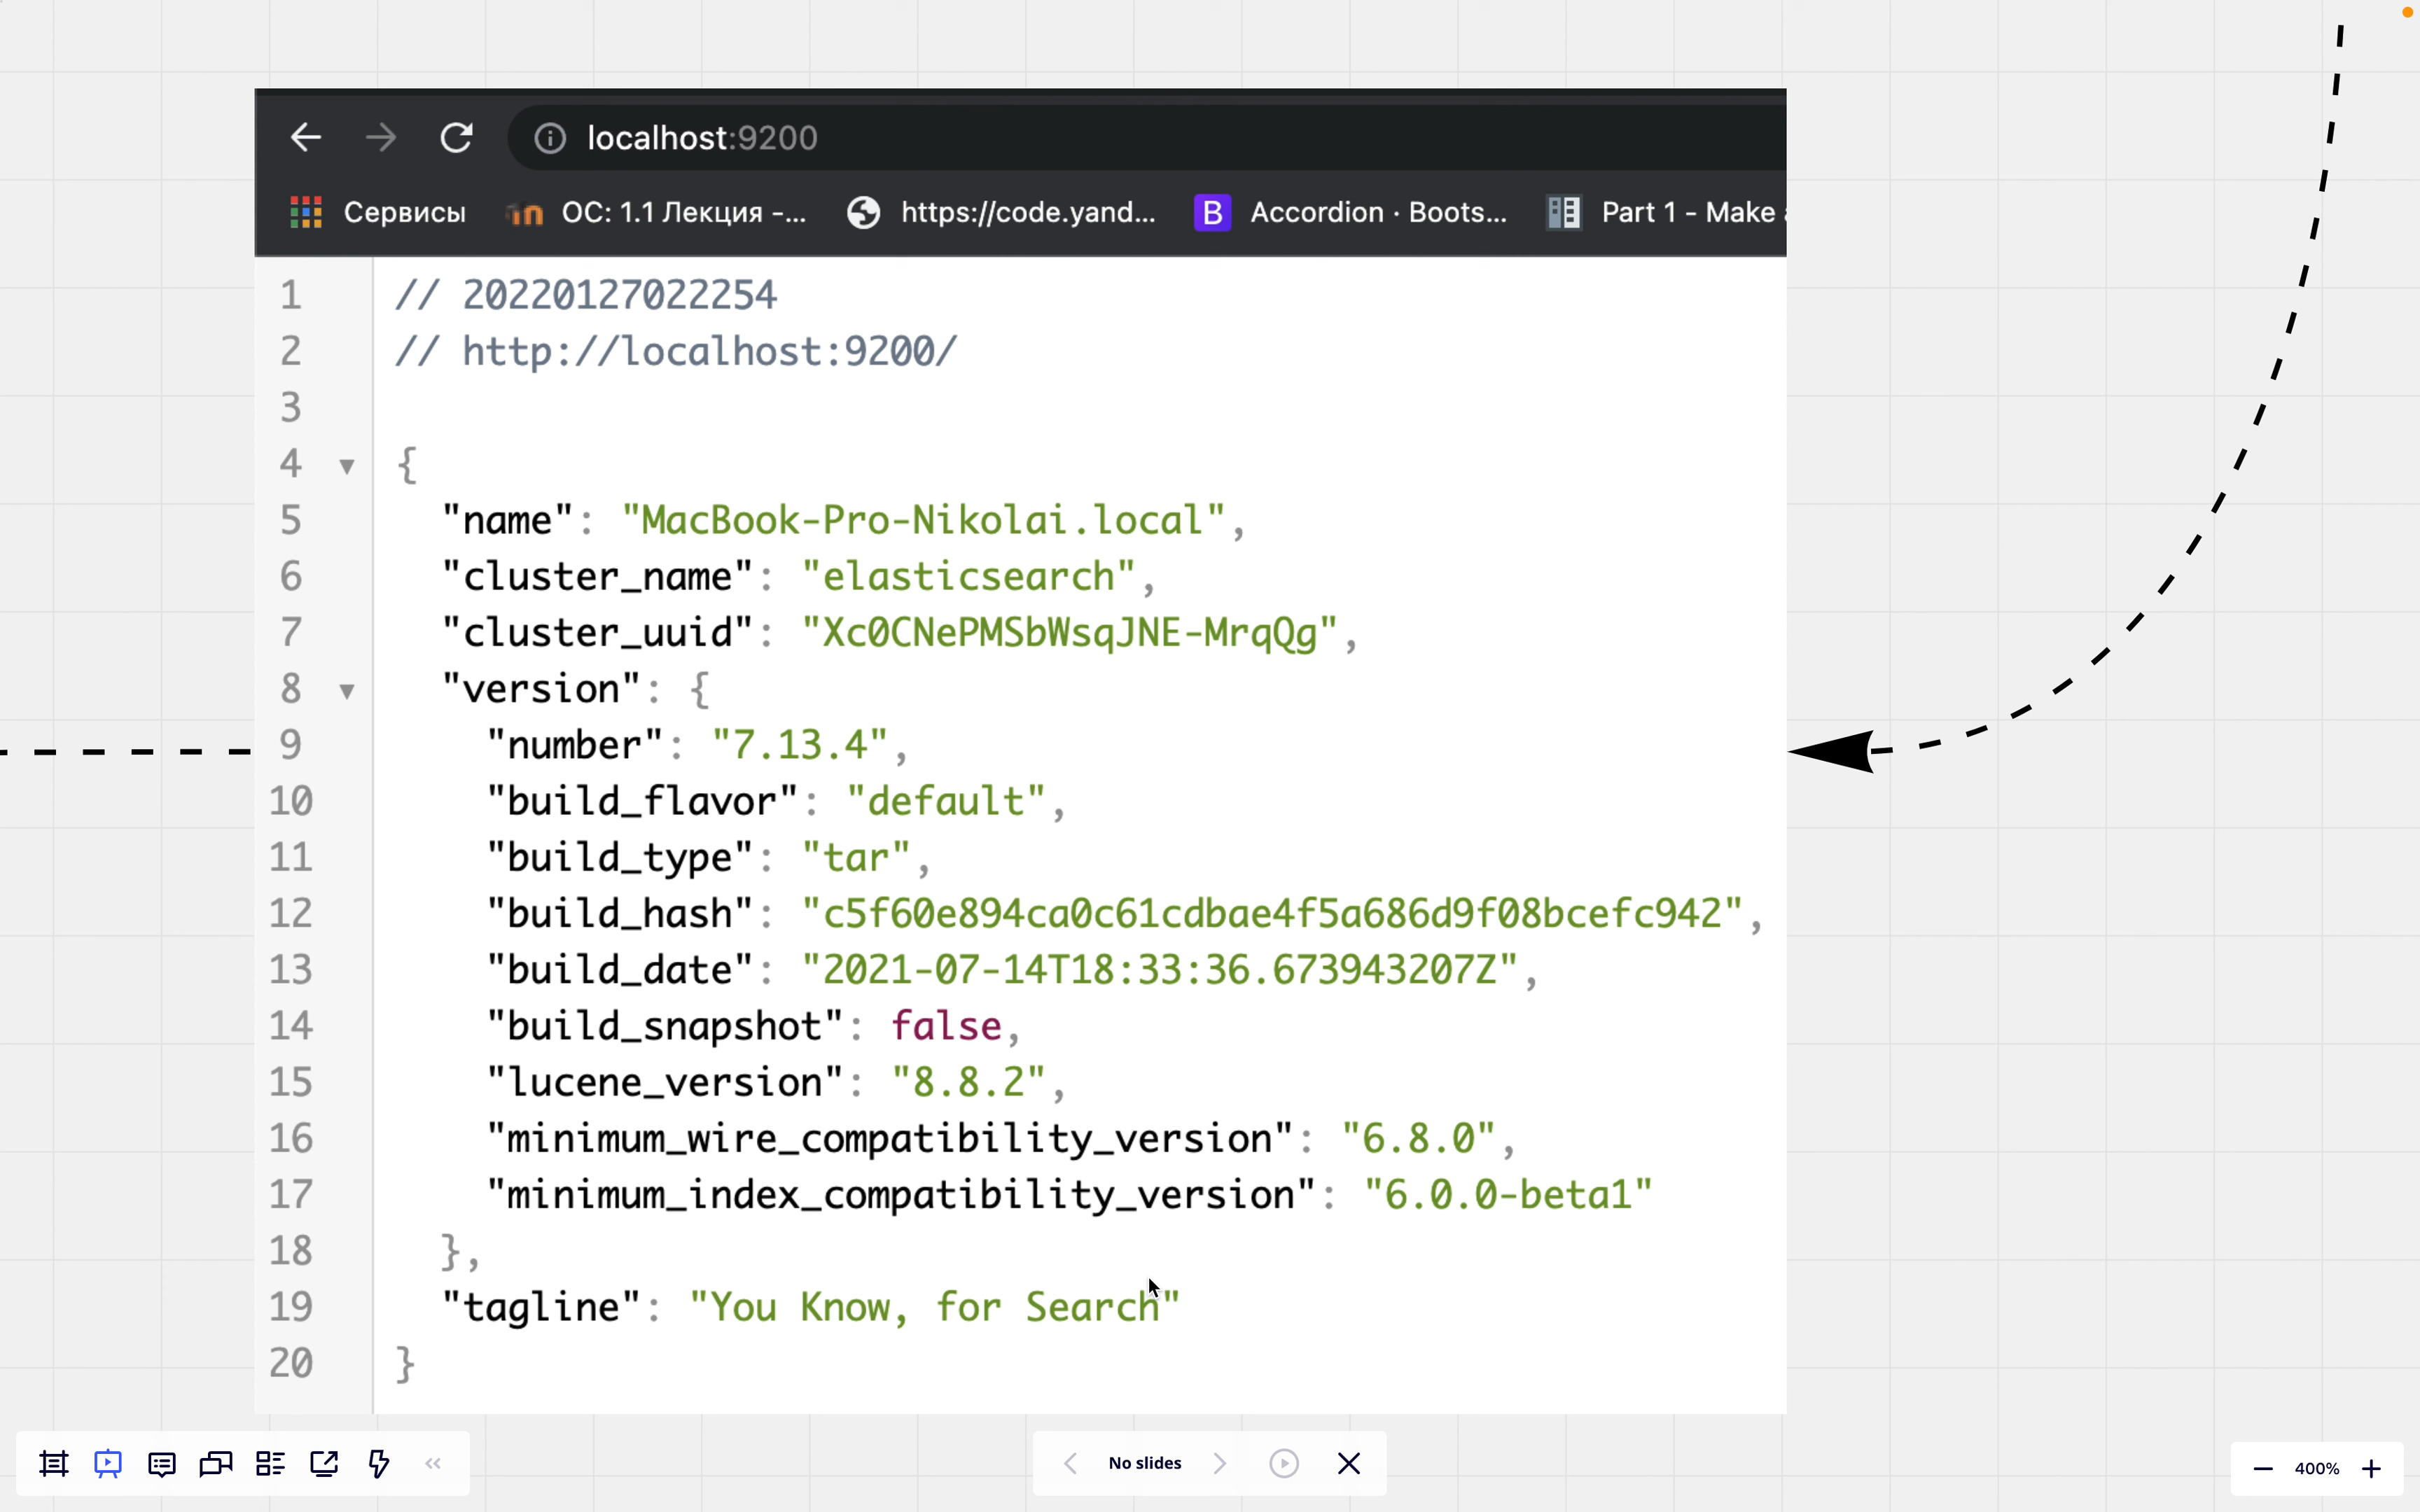 localhost:9200
Сервисы ОС: 1.1 Лекция -... https://code.yand... Accordion · Boots... Part 1 - Make
1 // 20220127022254
2 // http://localhost:9200/
3
4 {
5 "name": "MacBook-Pro-Nikolai.local",
6 "cluster_name": "elasticsearch",
7 "cluster_uuid": "Xc0CNePMSbWsqJNE-MrqQg",
8 "version": {
9 "number": "7.13.4",
10 "build_flavor": "default",
11 "build_type": "tar",
12 "build_hash": "c5f60e894ca0c61cdbae4f5a686d9f08bcefc942",
13 "build_date": "2021-07-14T18:33:36.673943207Z",
14 "build_snapshot": false,
15 "lucene_version": "8.8.2",
16 "minimum_wire_compatibility_version": "6.8.0",
17 "minimum_index_compatibility_version": "6.0.0-beta1"
18 },
19 "tagline": "You Know, for Search"
20 }
No slides
400%